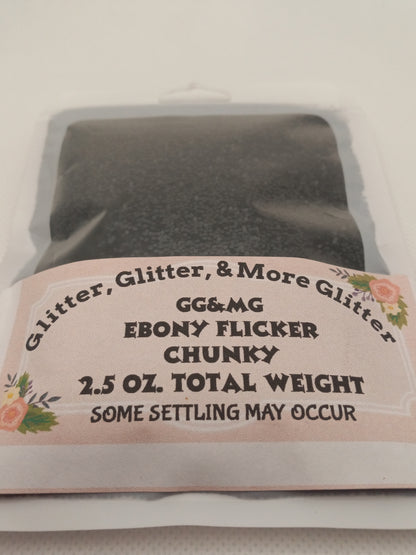 Glitter, Glitter, & More Glitter
GG&MG
EBONY FLICKER
CHUNKY
2.5 OZ. TOTAL WEIGHT
SOME SETTLING MAY OCCUR